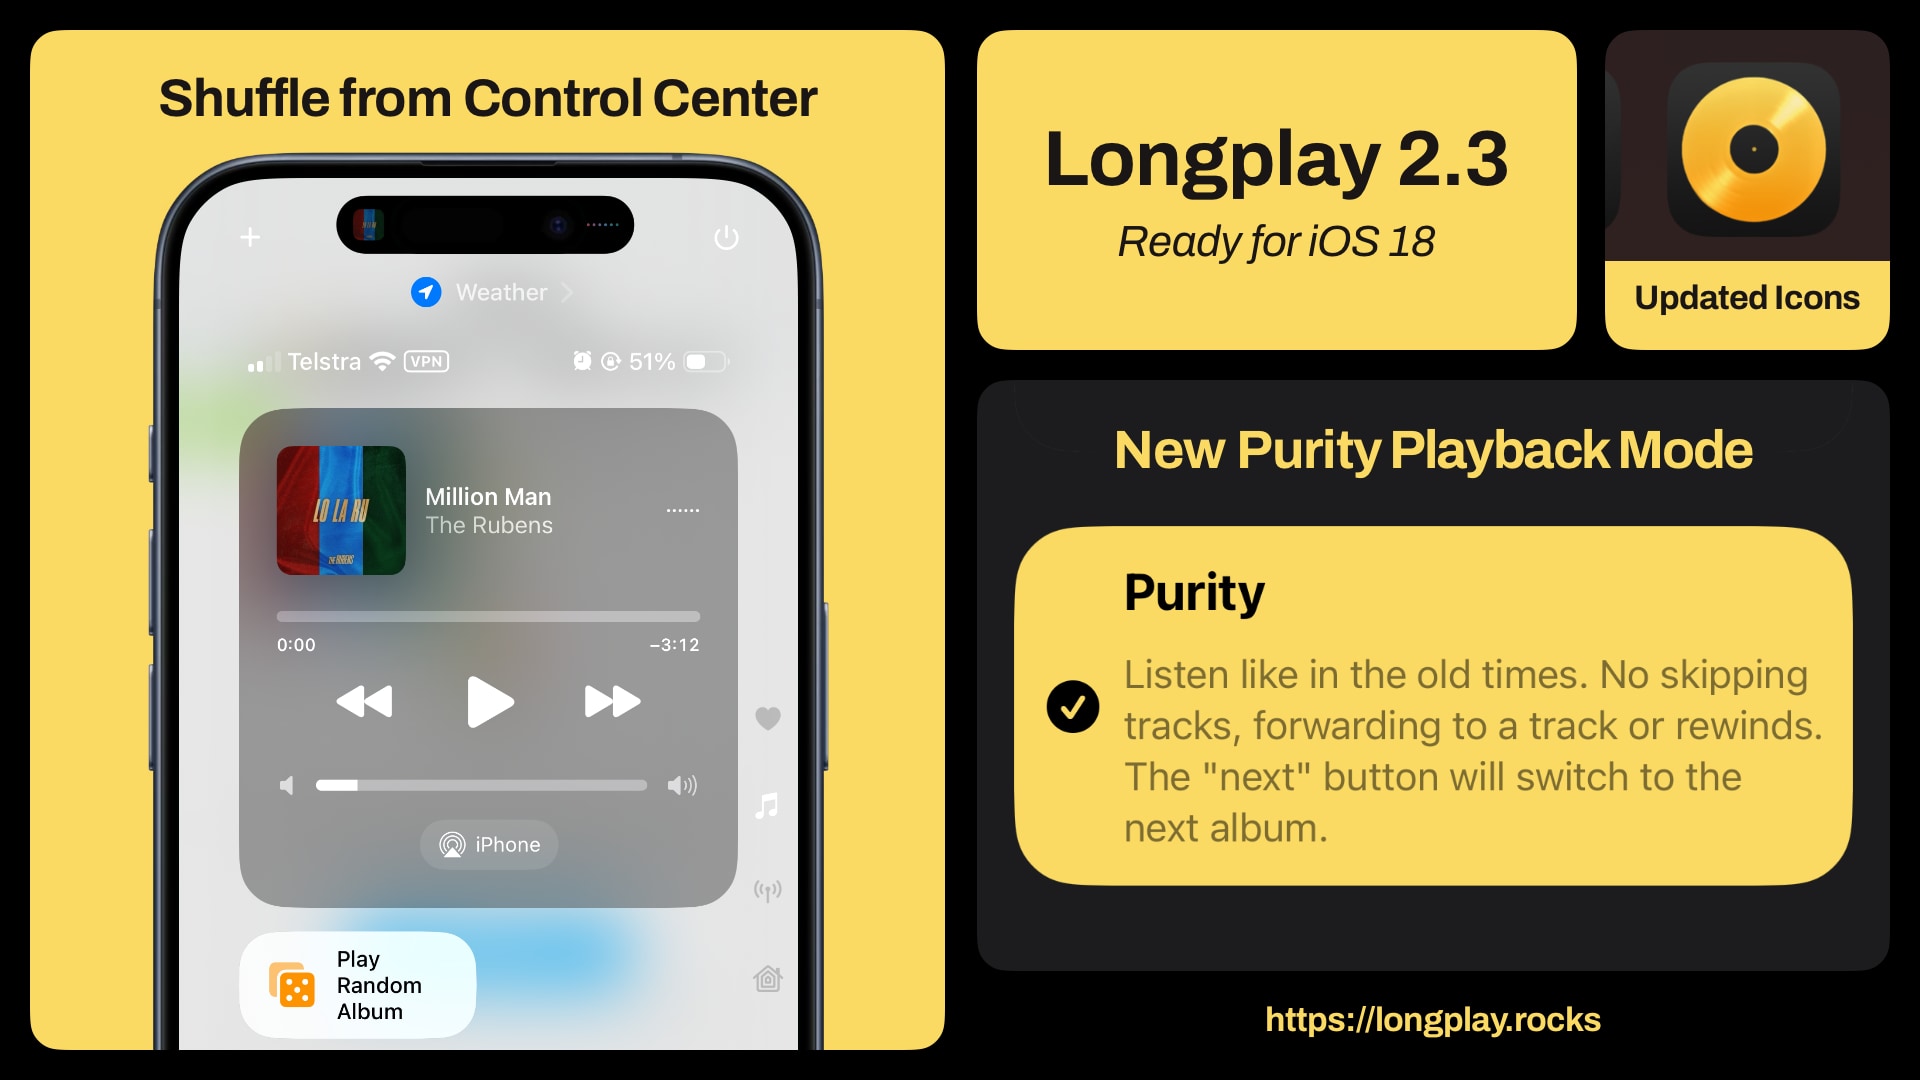 Shuffle from Control Center
Weather
Telstra VPN 51%
LO LA RU
THE RUBENS
Million Man
The Rubens
0:00 −3:12
iPhone
Play
Random
Album
Longplay 2.3
Ready for iOS 18
Updated Icons
New Purity Playback Mode
Purity
Listen like in the old times. No skipping
tracks, forwarding to a track or rewinds.
The "next" button will switch to the
next album.
https://longplay.rocks